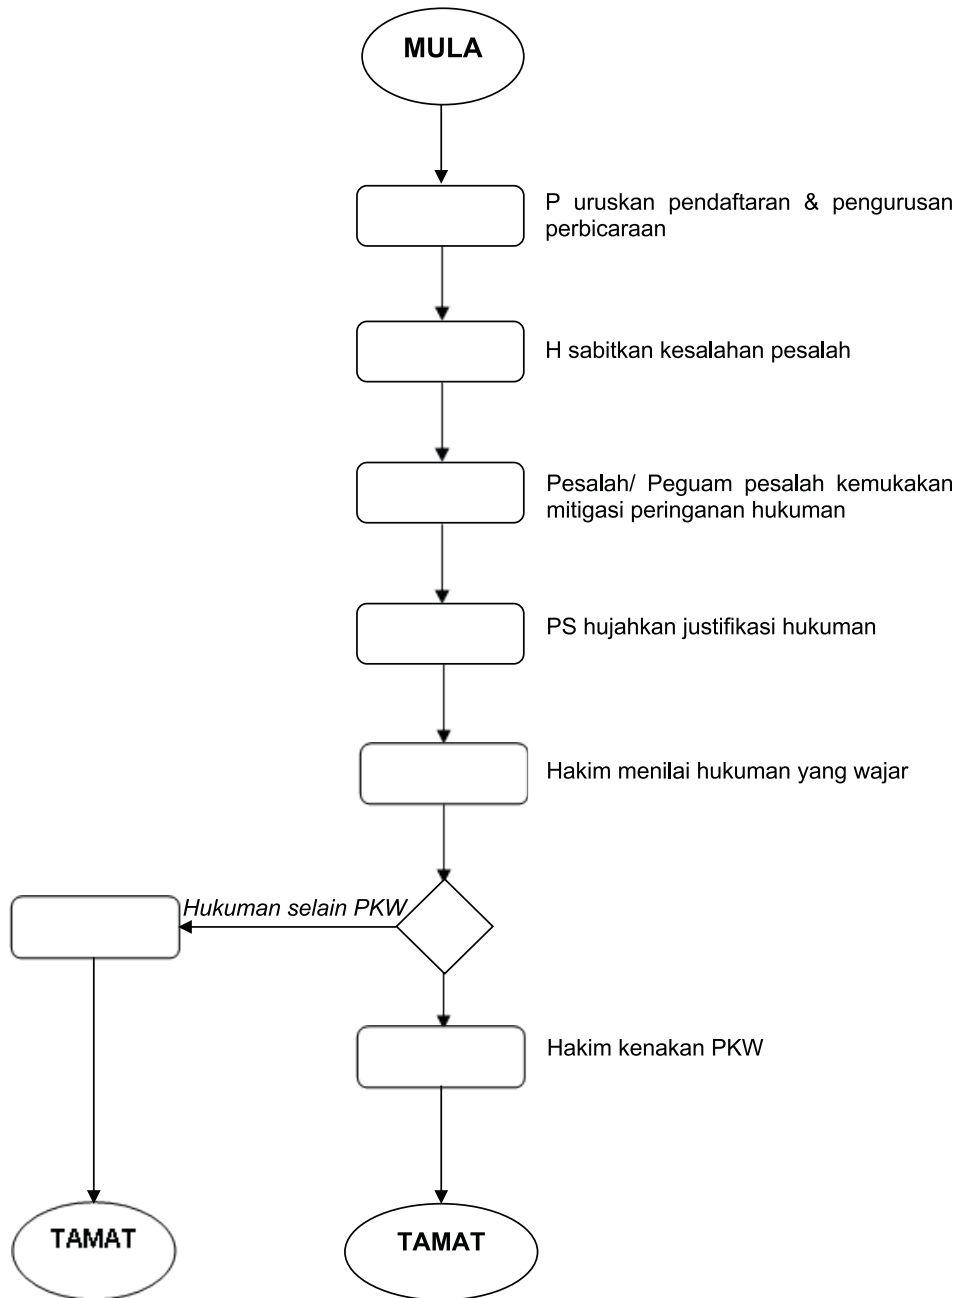 MULA
P uruskan pendaftaran & pengurusan
perbicaraan
H sabitkan kesalahan pesalah
Pesalah/ Peguam pesalah kemukakan
mitigasi peringanan hukuman
PS hujahkan justifikasi hukuman
Hakim menilai hukuman yang wajar
Hukuman selain PKW
Hakim kenakan PKW
TAMAT
TAMAT